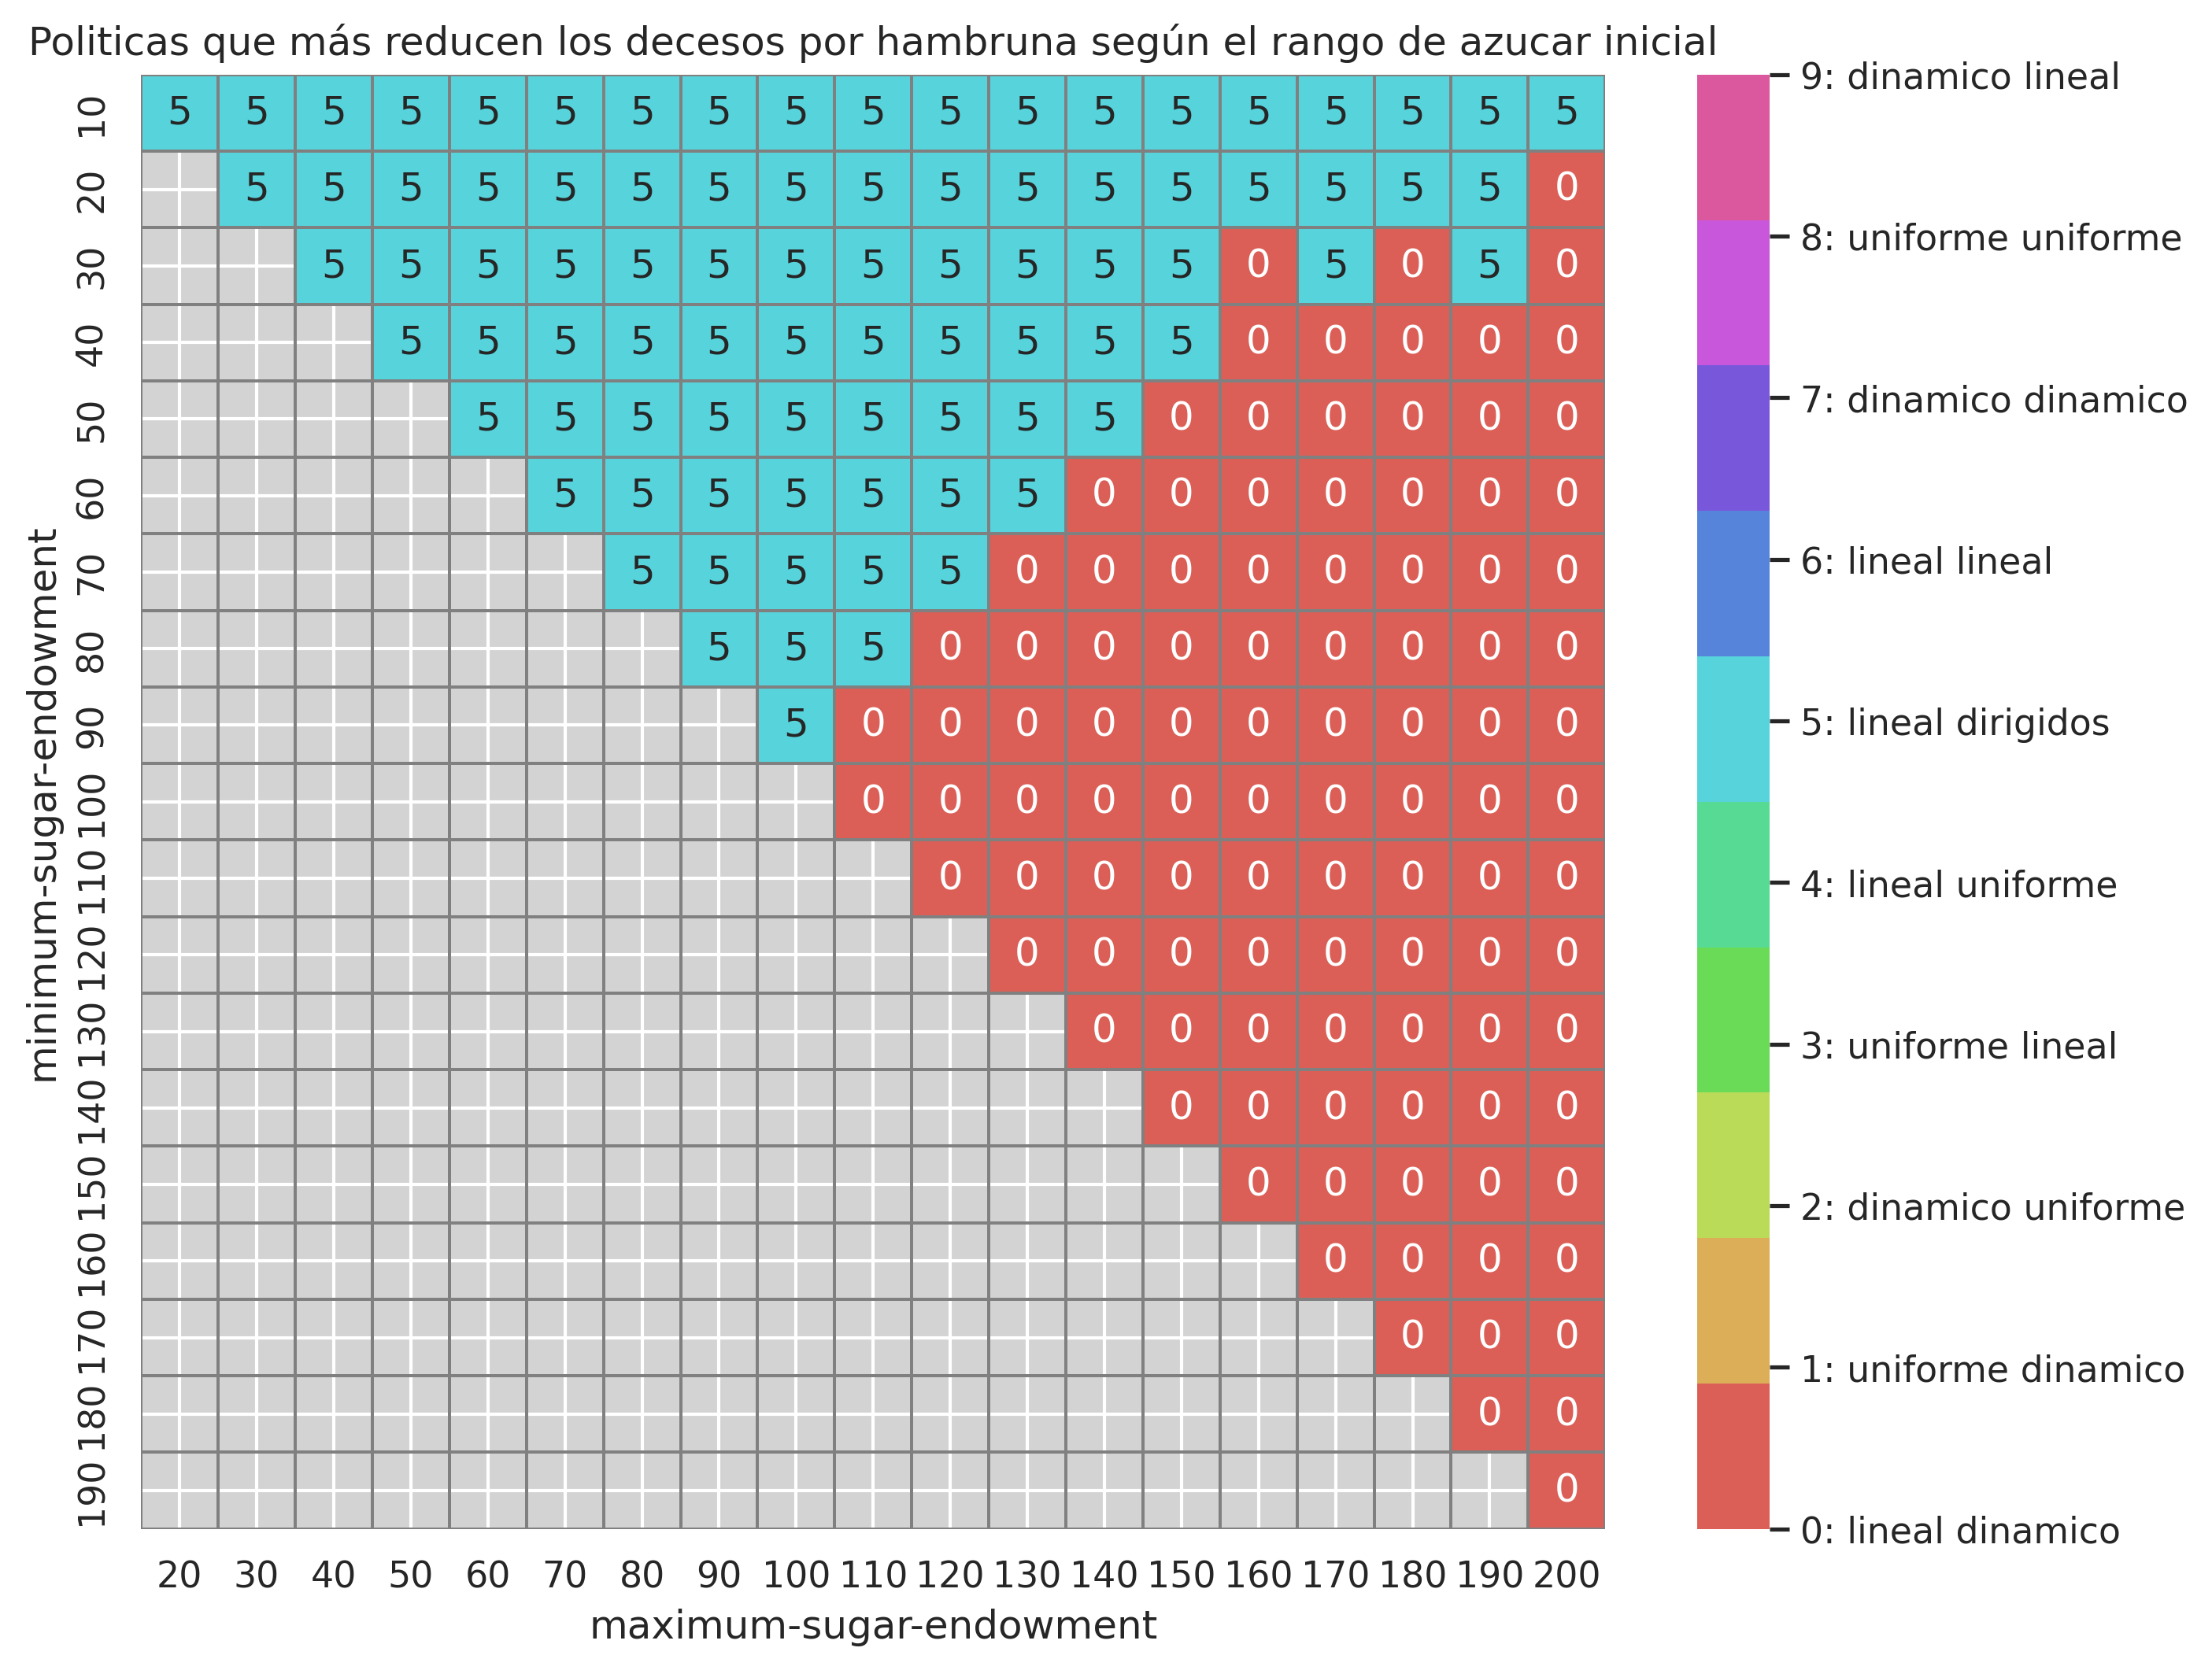 Politicas que más reducen los decesos por hambruna según el rango de azucar inicial
10 5 5 5 5 5 5 5 5 5 5 5 5 5 5 5 5 5 5 5
20 5 5 5 5 5 5 5 5 5 5 5 5 5 5 5 5 5 0
30 5 5 5 5 5 5 5 5 5 5 5 5 0 5 0 5 0
40 5 5 5 5 5 5 5 5 5 5 5 0 0 0 0 0
50 5 5 5 5 5 5 5 5 5 0 0 0 0 0 0
60 5 5 5 5 5 5 5 0 0 0 0 0 0 0
70 5 5 5 5 5 0 0 0 0 0 0 0 0
80 5 5 5 0 0 0 0 0 0 0 0 0
90 5 0 0 0 0 0 0 0 0 0 0
100 0 0 0 0 0 0 0 0 0 0
110 0 0 0 0 0 0 0 0 0
120 0 0 0 0 0 0 0 0
130 0 0 0 0 0 0 0
140 0 0 0 0 0 0
150 0 0 0 0 0
160 0 0 0 0
170 0 0 0
180 0 0
190 0
20 30 40 50 60 70 80 90 100 110 120 130 140 150 160 170 180 190 200
maximum-sugar-endowment
minimum-sugar-endowment
9: dinamico lineal
8: uniforme uniforme
7: dinamico dinamico
6: lineal lineal
5: lineal dirigidos
4: lineal uniforme
3: uniforme lineal
2: dinamico uniforme
1: uniforme dinamico
0: lineal dinamico